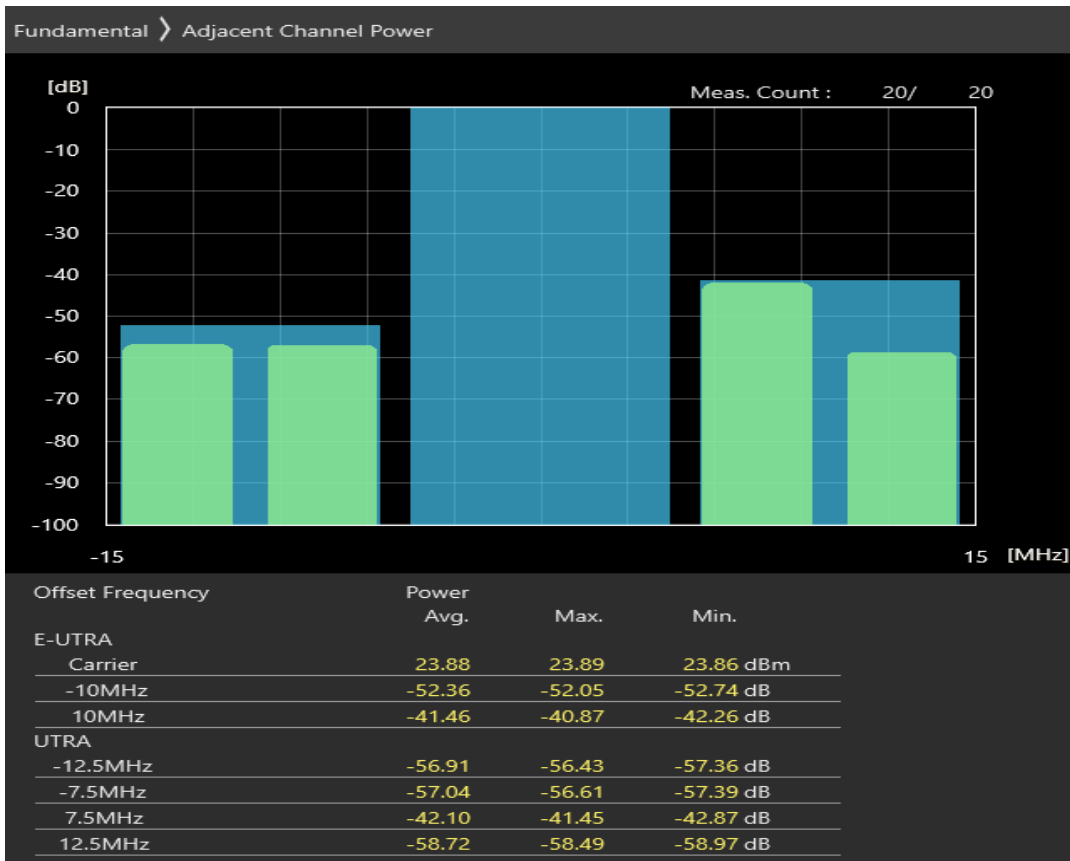 Fundamental 〉 Adjacent Channel Power
[dB]
Meas. Count : 20/ 20
0
-10
-20
-30
-40
-50
-60
-70
-80
-90
-100
-15 15 [MHz]
Offset Frequency Power
Avg. Max. Min.
E-UTRA
Carrier 23.88 23.89 23.86 dBm
-10MHz -52.36 -52.05 -52.74 dB
10MHz -41.46 -40.87 -42.26 dB
UTRA
-12.5MHz -56.91 -56.43 -57.36 dB
-7.5MHz -57.04 -56.61 -57.39 dB
7.5MHz -42.10 -41.45 -42.87 dB
12.5MHz -58.72 -58.49 -58.97 dB